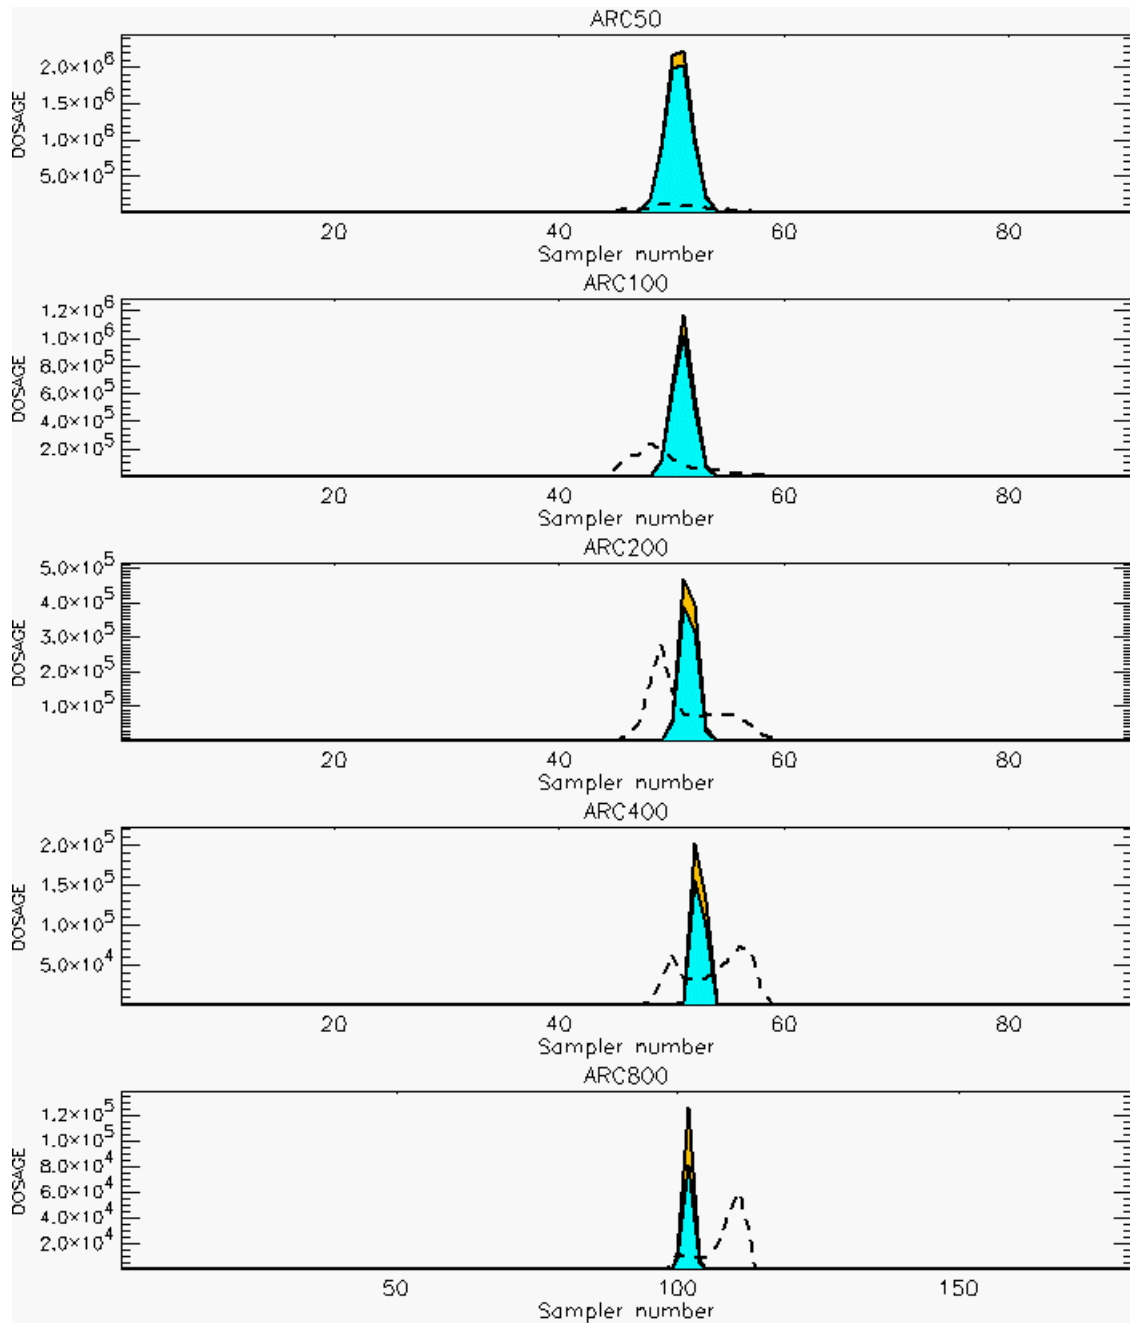 ARC50
2.0×10⁶
1.5×10⁶
1.0×10⁶
5.0×10⁵
DOSAGE
20 40 60 80
Sampler number
ARC100
1.2×10⁶
1.0×10⁶
8.0×10⁵
6.0×10⁵
4.0×10⁵
2.0×10⁵
DOSAGE
20 40 60 80
Sampler number
ARC200
5.0×10⁵
4.0×10⁵
3.0×10⁵
2.0×10⁵
1.0×10⁵
DOSAGE
20 40 60 80
Sampler number
ARC400
2.0×10⁵
1.5×10⁵
1.0×10⁵
5.0×10⁴
DOSAGE
20 40 60 80
Sampler number
ARC800
1.2×10⁵
1.0×10⁵
8.0×10⁴
6.0×10⁴
4.0×10⁴
2.0×10⁴
DOSAGE
50 100 150
Sampler number